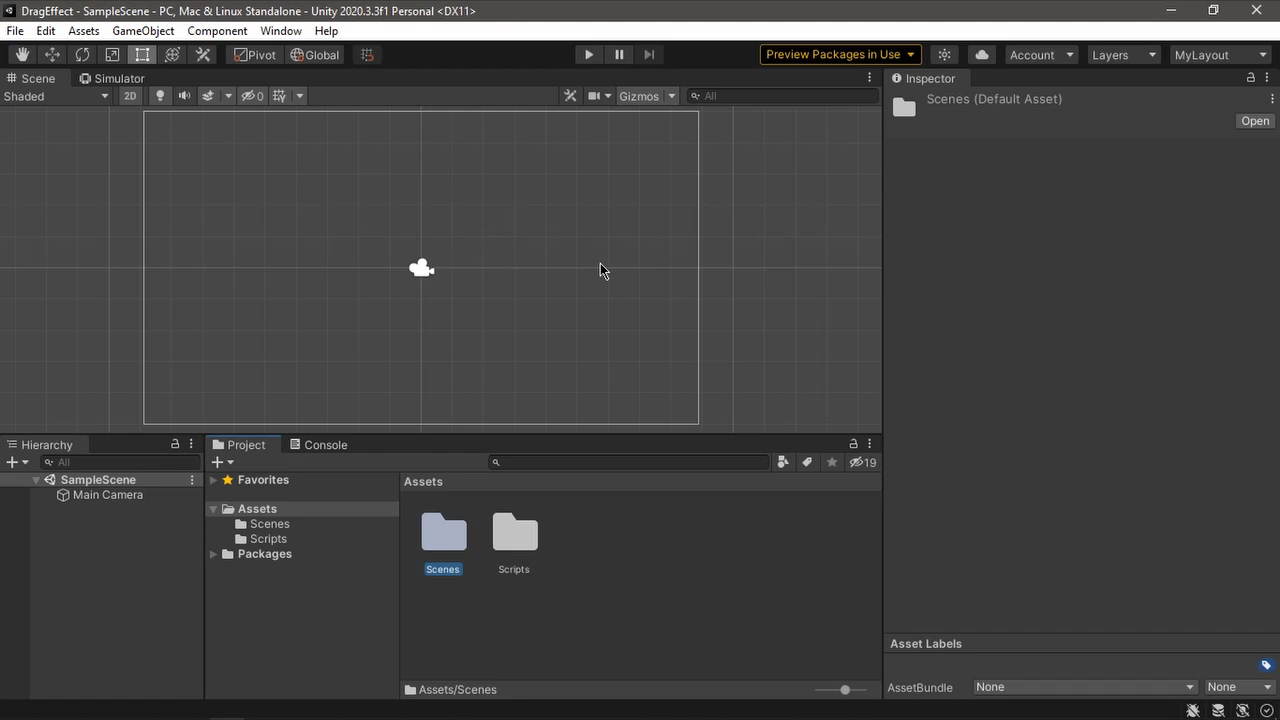 DragEffect - SampleScene - PC, Mac & Linux Standalone - Unity 2020.3.3f1 Personal <DX11>
File Edit Assets GameObject Component Window Help
Pivot Global Preview Packages in Use Account Layers MyLayout
Scene Simulator
Shaded 2D 0 Gizmos All
Inspector
Scenes (Default Asset)
Open
Hierarchy
All
SampleScene
Main Camera
Project Console
19
Favorites
Assets
Scenes
Scripts
Packages
Assets
Scenes Scripts
Assets/Scenes
Asset Labels
AssetBundle None None